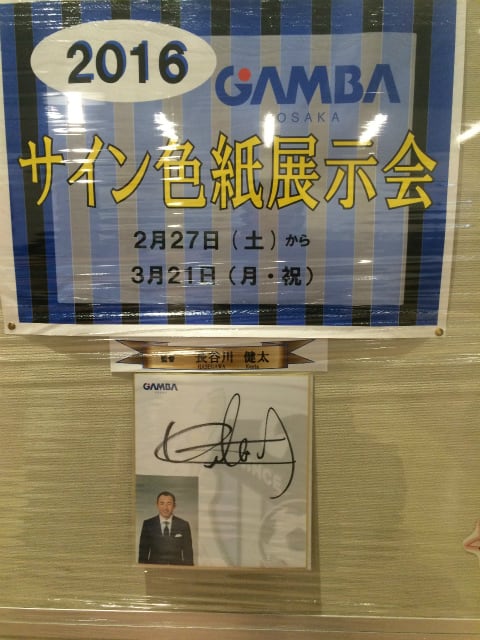 2016
GAMBA
OSAKA
サイン色紙展示会
2月27日(土)から
3月21日(月・祝)
監督 長谷川 健太
GAMBA